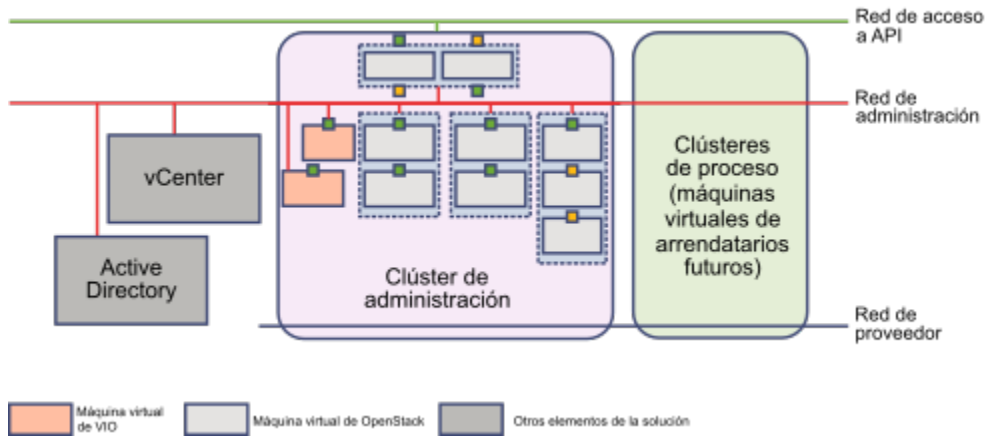 Red de acceso
a API
Red de
administración
vCenter
Clústeres
de proceso
(máquinas
virtuales de
arrendatarios
futuros)
Active
Directory
Clúster de
administración
Red de
proveedor
Máquina virtual
de VIO
Máquina virtual de OpenStack
Otros elementos de la solución